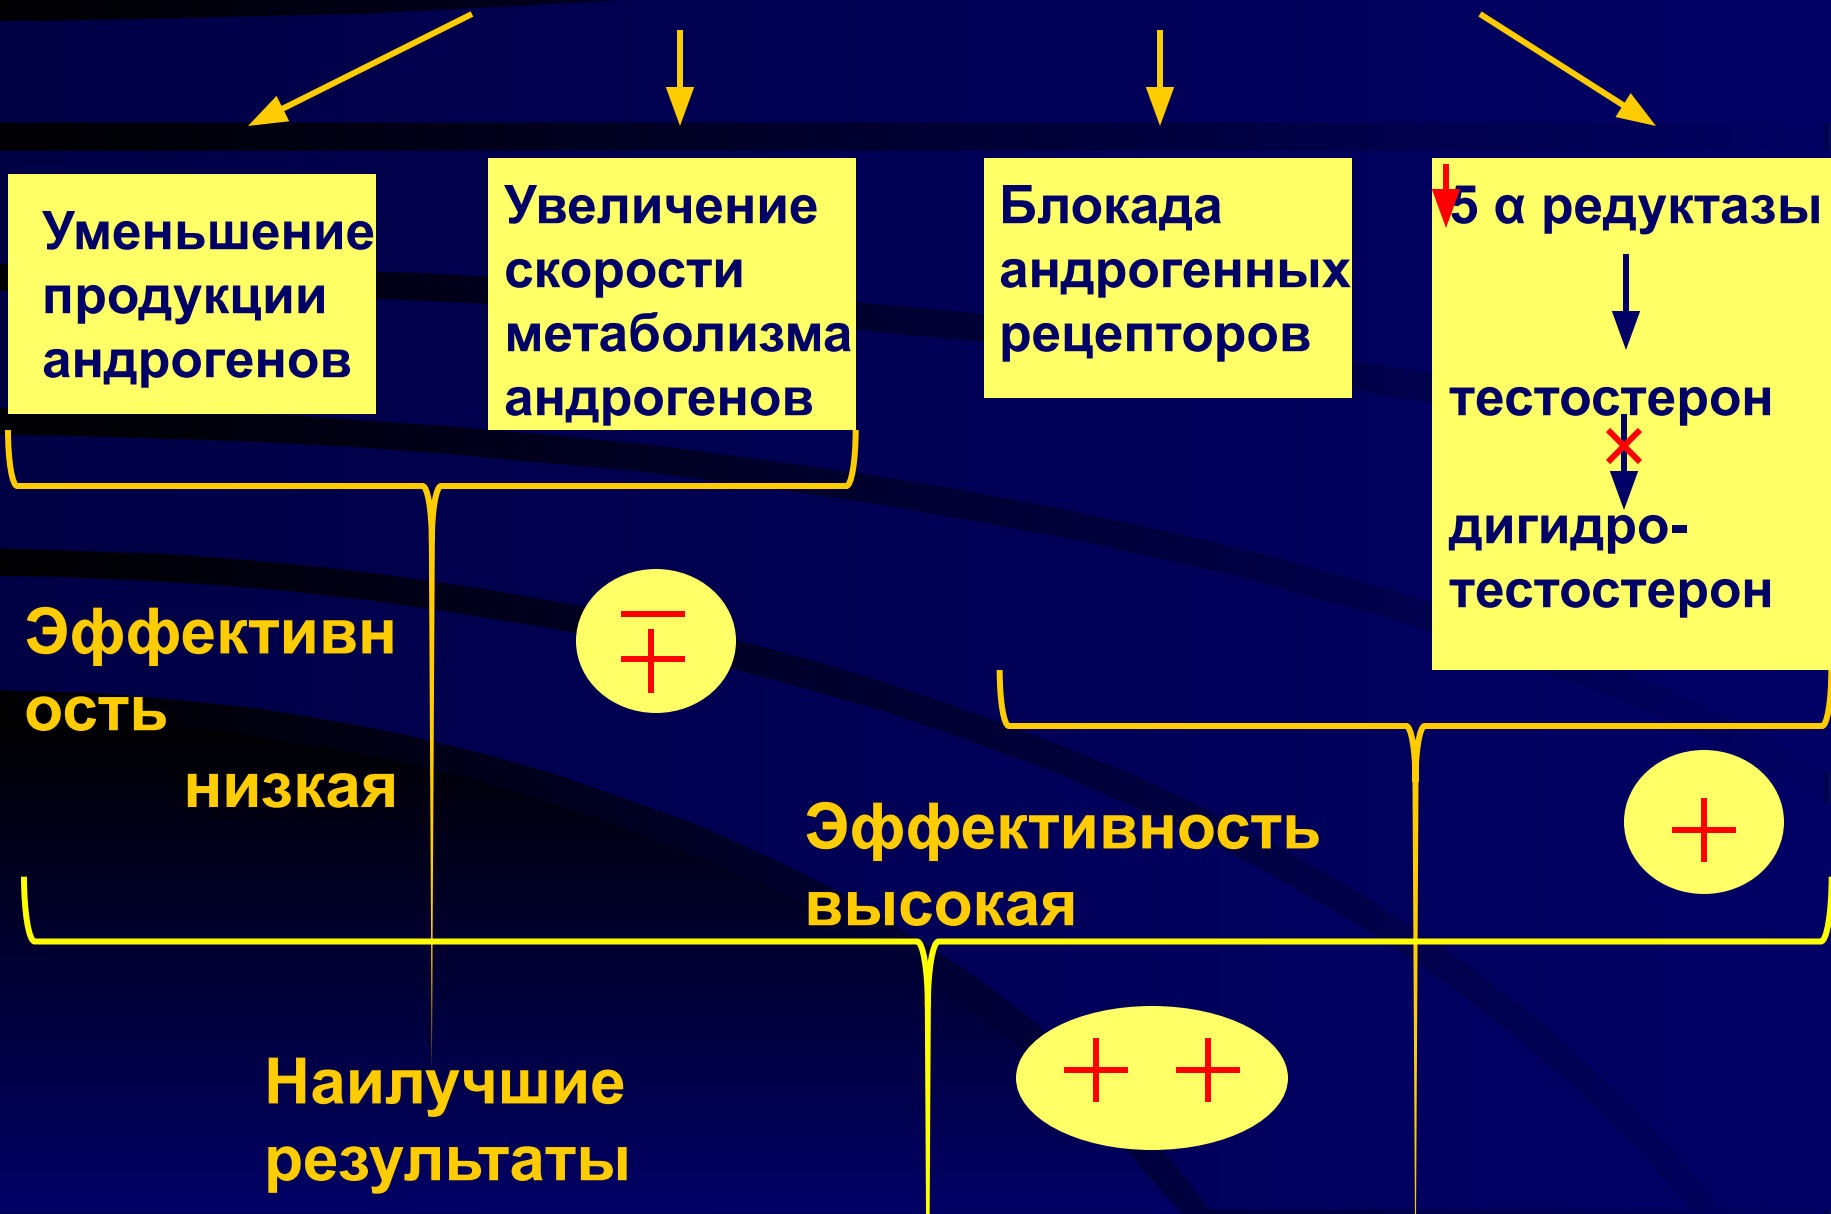 Уменьшение
продукции
андрогенов
Увеличение
скорости
метаболизма
андрогенов
Блокада
андрогенных
рецепторов
5 α редуктазы
тестостерон
дигидро-
тестостерон
Эффективн
ость
низкая
Эффективность
высокая
Наилучшие
результаты